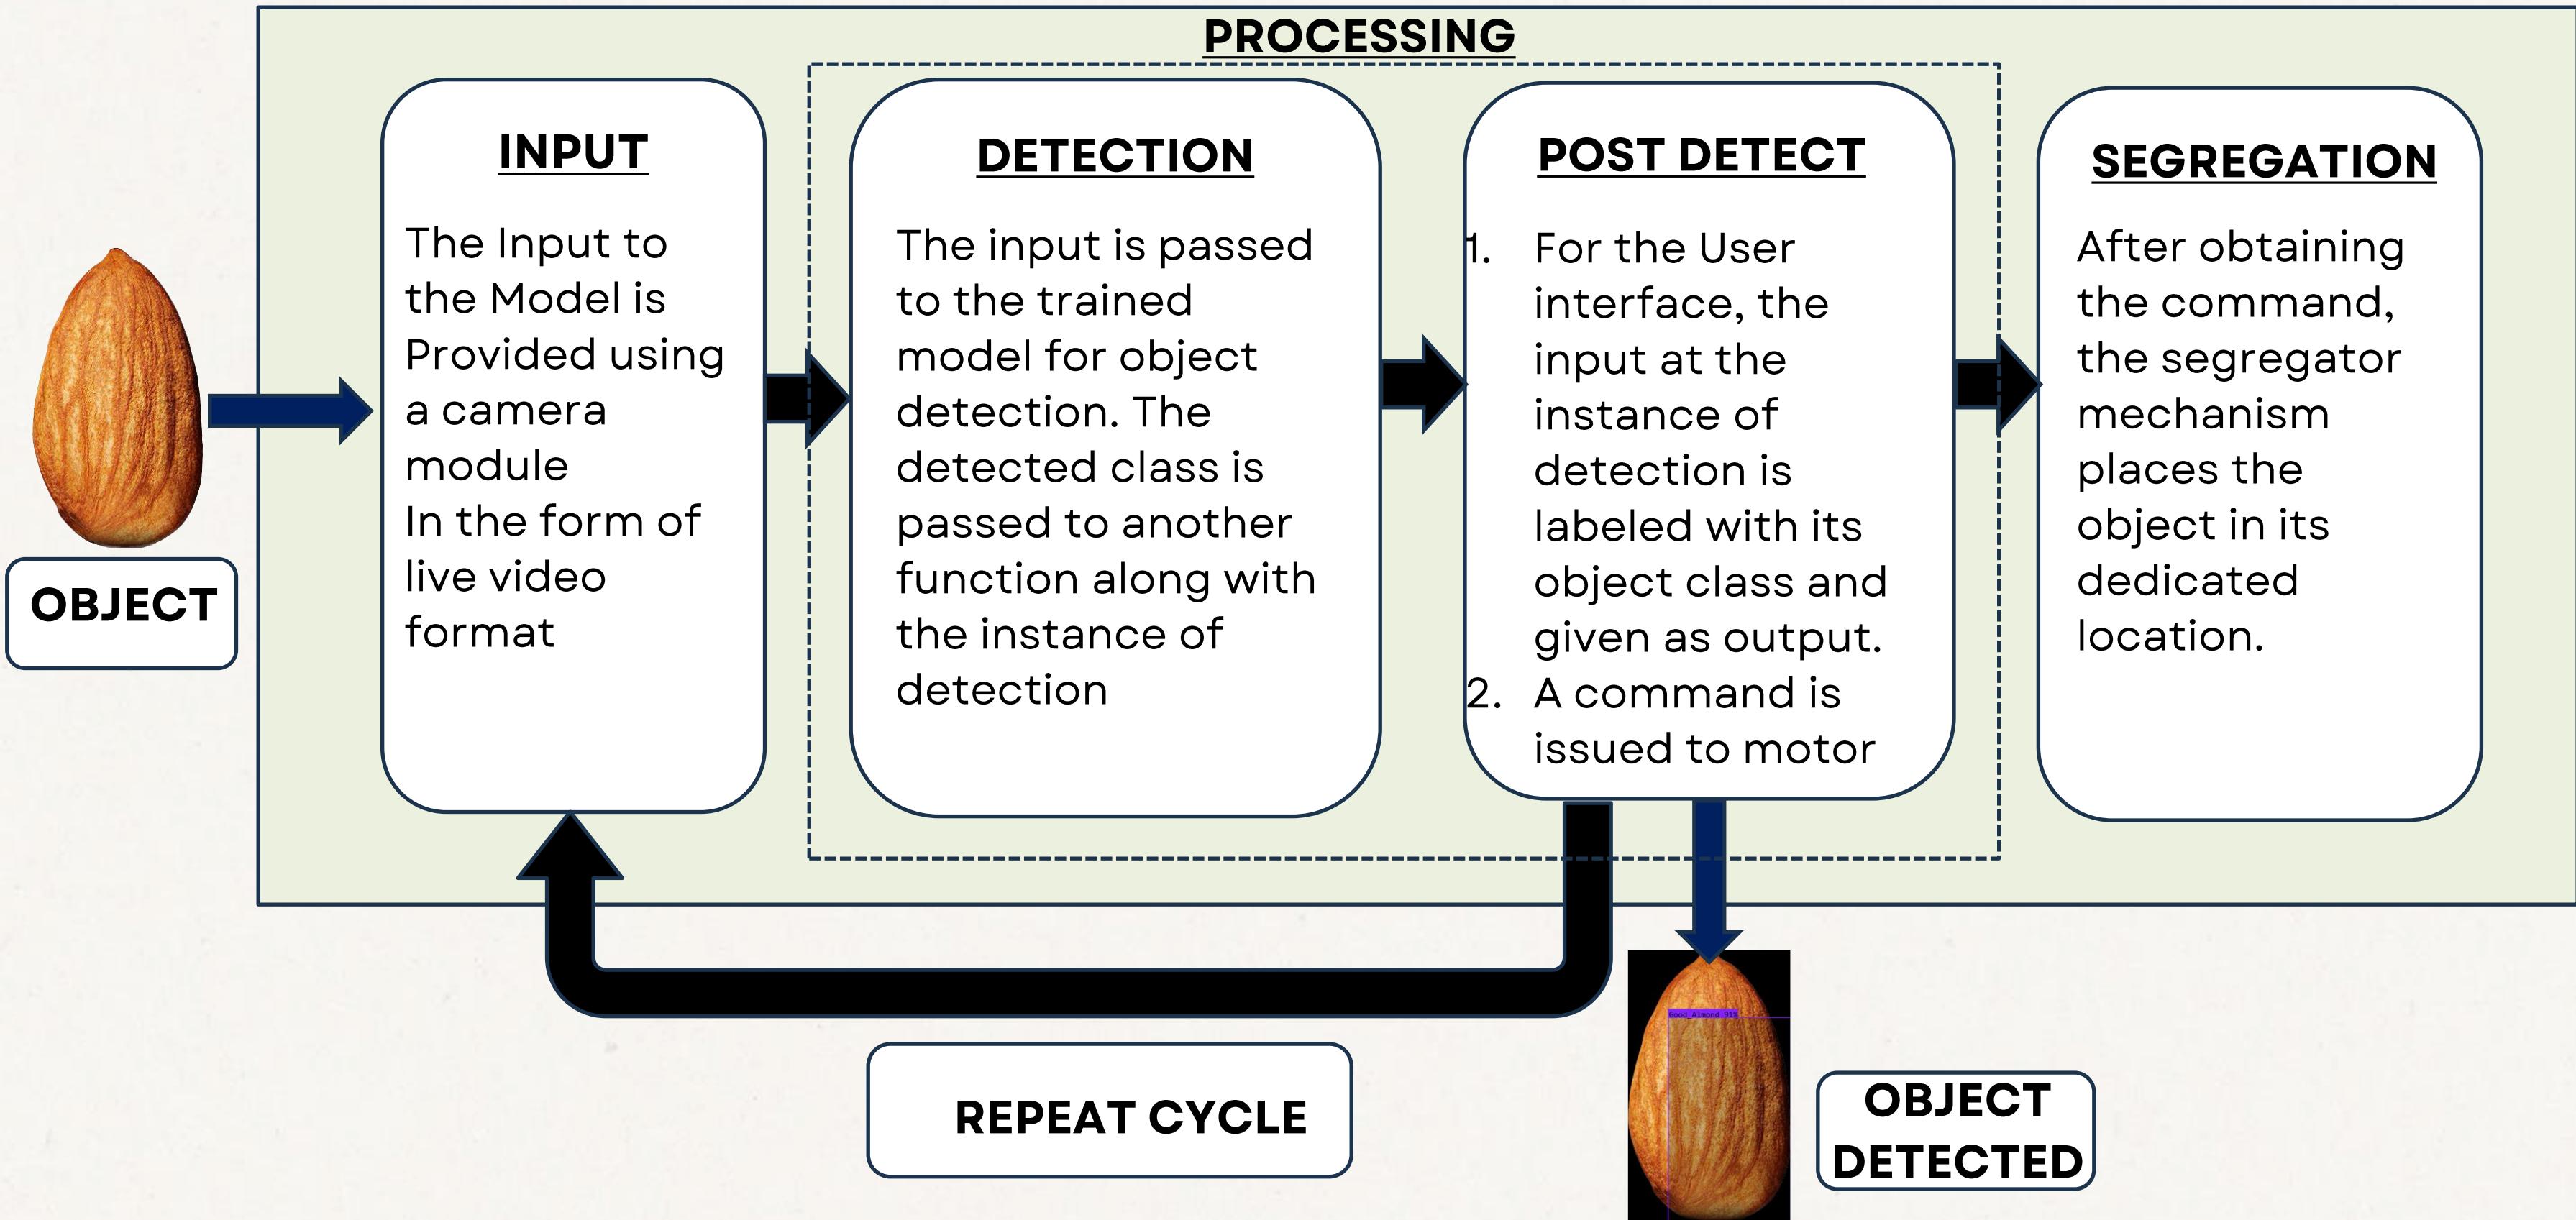 PROCESSING
INPUT
The Input to
the Model is
Provided using
a camera
module
In the form of
live video
format
DETECTION
The input is passed
to the trained
model for object
detection. The
detected class is
passed to another
function along with
the instance of
detection
POST DETECT
1. For the User
interface, the
input at the
instance of
detection is
labeled with its
object class and
given as output.
2. A command is
issued to motor
SEGREGATION
After obtaining
the command,
the segregator
mechanism
places the
object in its
dedicated
location.
OBJECT
Good_Almond 91%
REPEAT CYCLE
OBJECT
DETECTED